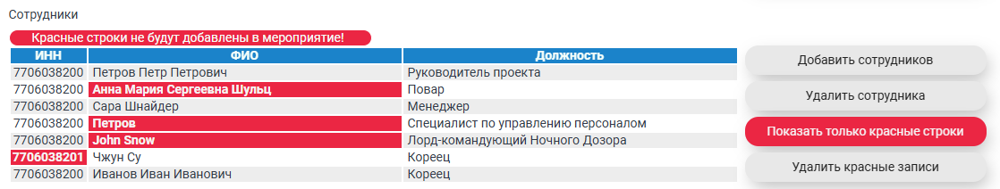 Сотрудники
Красные строки не будут добавлены в мероприятие!
ИНН ФИО Должность
7706038200 Петров Петр Петрович Руководитель проекта
7706038200 Анна Мария Сергеевна Шульц Повар
7706038200 Сара Шнайдер Менеджер
7706038200 Петров Специалист по управлению персоналом
7706038200 John Snow Лорд-командующий Ночного Дозора
7706038201 Чжун Су Кореец
7706038200 Иванов Иван Иванович Кореец
Добавить сотрудников
Удалить сотрудника
Показать только красные строки
Удалить красные записи